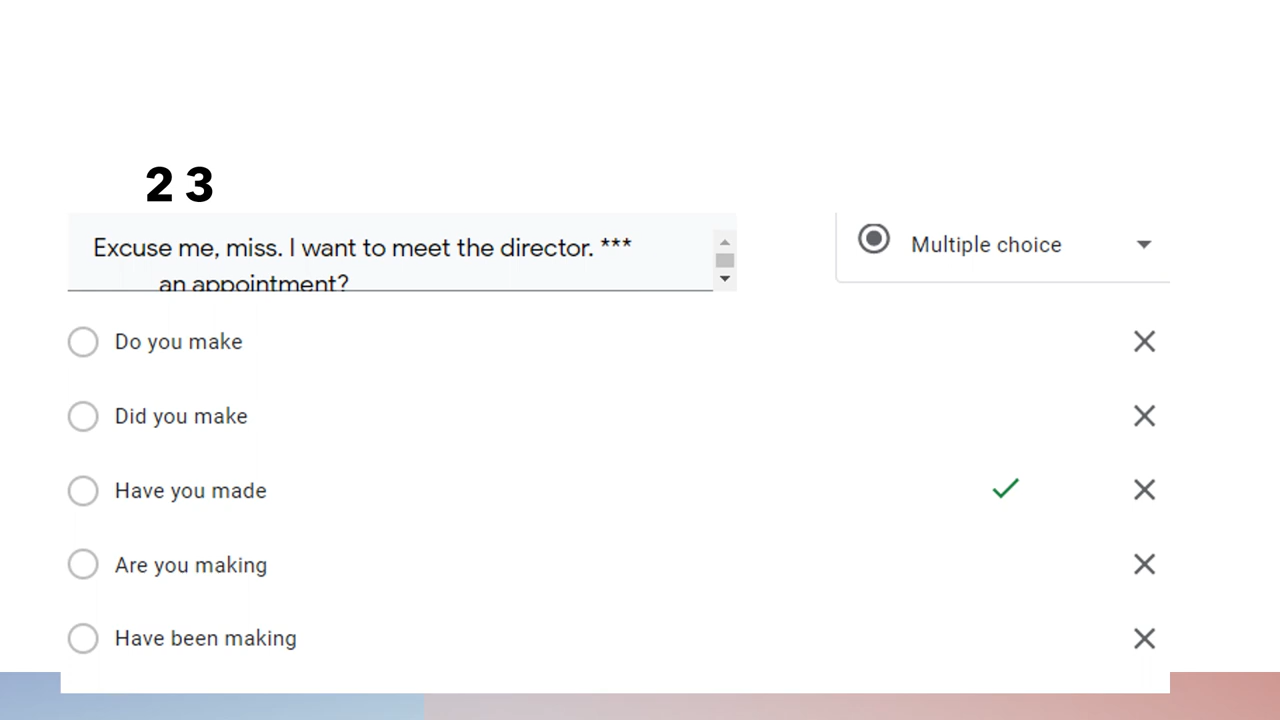 2 3
Excuse me, miss. I want to meet the director. ***
an appointment?
Multiple choice
Do you make
Did you make
Have you made
Are you making
Have been making